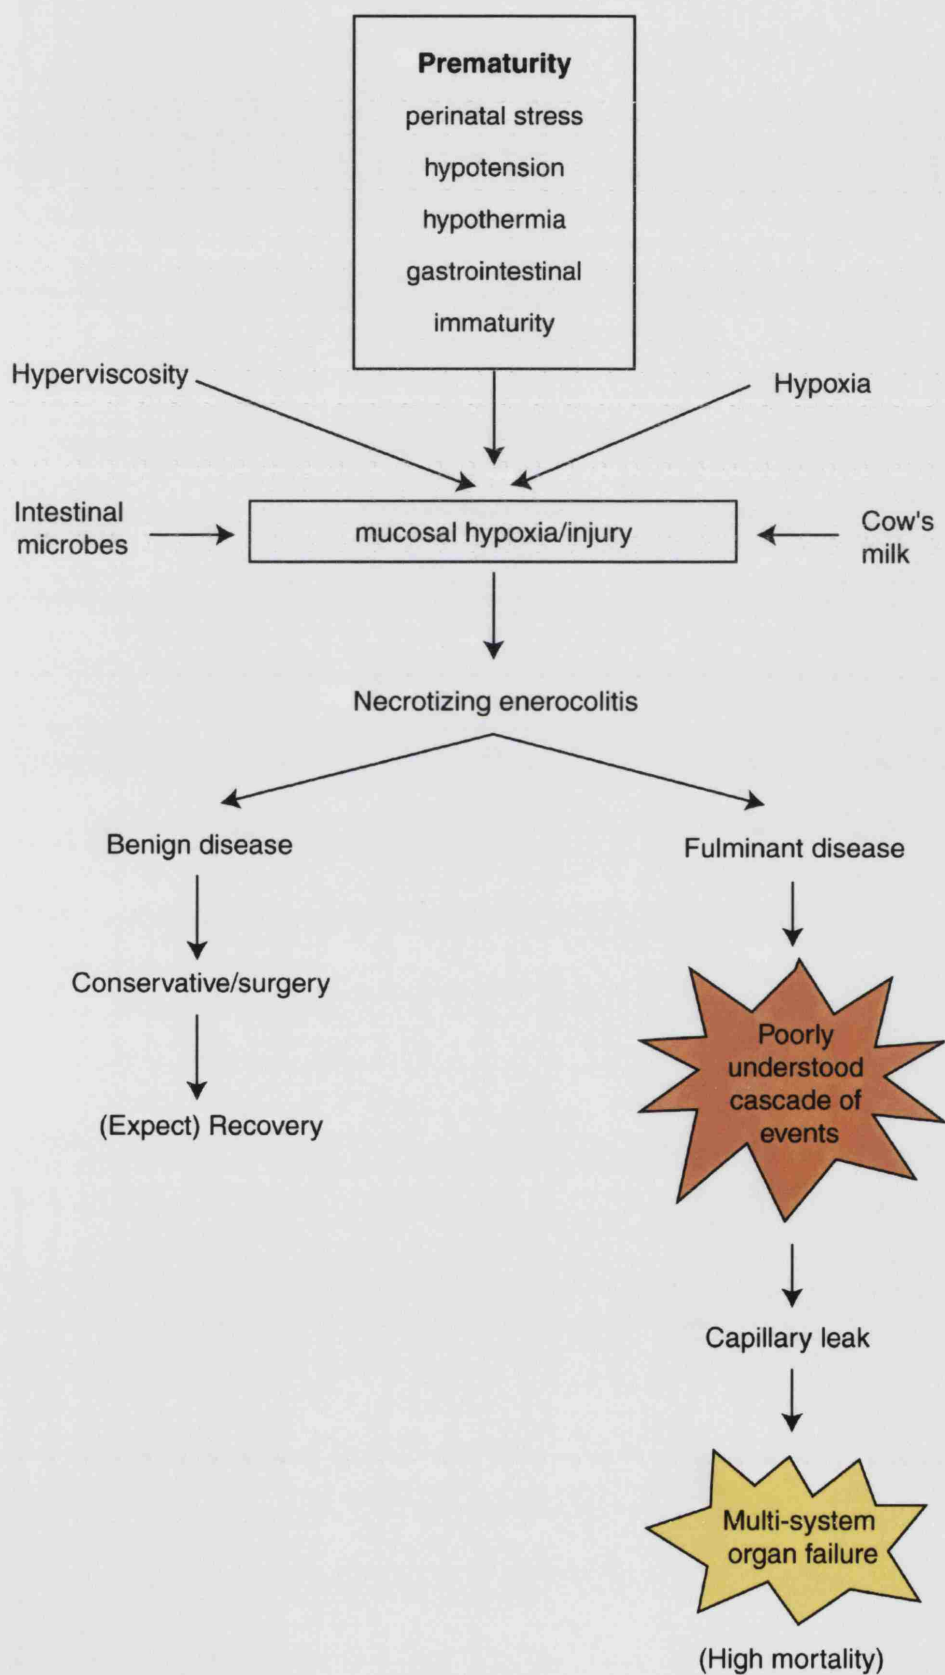 Prematurity
perinatal stress
hypotension
hypothermia
gastrointestinal
immaturity
Hyperviscosity
Hypoxia
Intestinal
microbes
mucosal hypoxia/injury
Cow's
milk
Necrotizing enerocolitis
Benign disease
Fulminant disease
Conservative/surgery
Poorly
understood
cascade of
events
(Expect) Recovery
Capillary leak
Multi-system
organ failure
(High mortality)